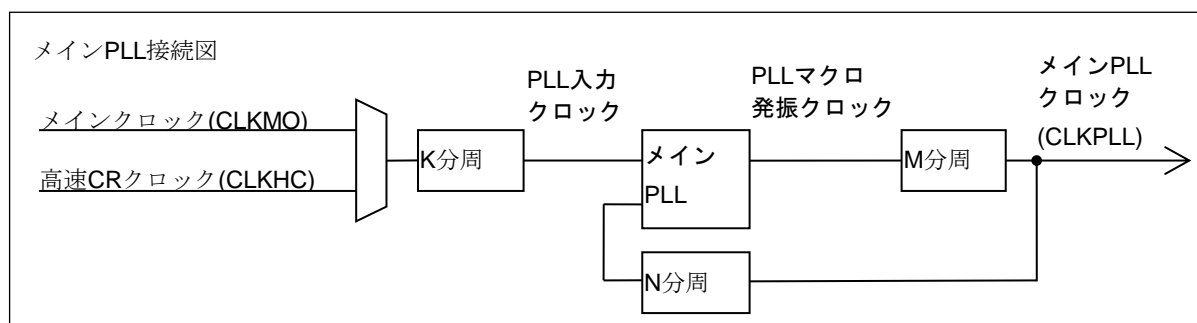 メインPLL接続図
PLL入力
クロック
PLLマクロ
発振クロック
メインPLL
クロック
(CLKPLL)
メインクロック(CLKMO)
高速CRクロック(CLKHC)
K分周
メイン
PLL
M分周
N分周